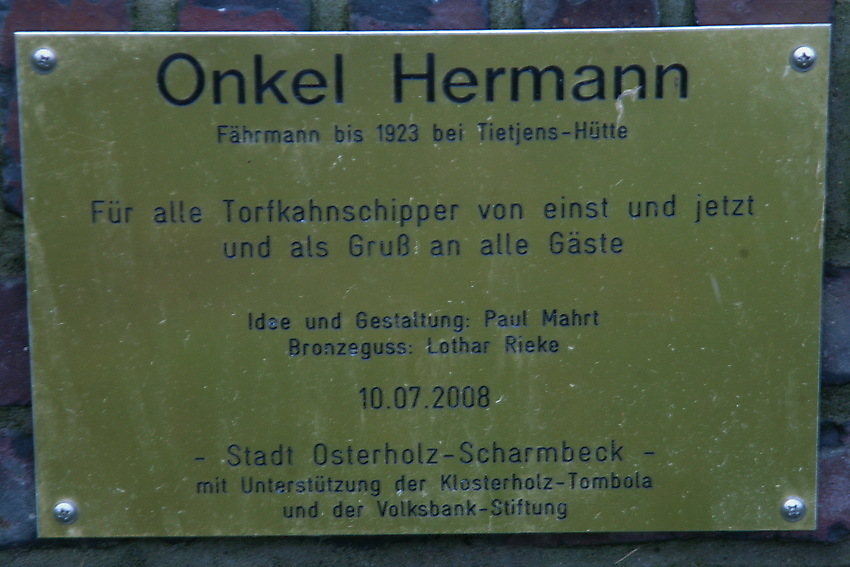 Onkel Hermann
Fährmann bis 1923 bei Tietjens-Hütte
Für alle Torfkahnschipper von einst und jetzt
und als Gruß an alle Gäste
Idee und Gestaltung: Paul Mahrt
Bronzeguss: Lothar Rieke
10.07.2008
- Stadt Osterholz-Scharmbeck -
mit Unterstützung der Klosterholz-Tombola
und der Volksbank-Stiftung